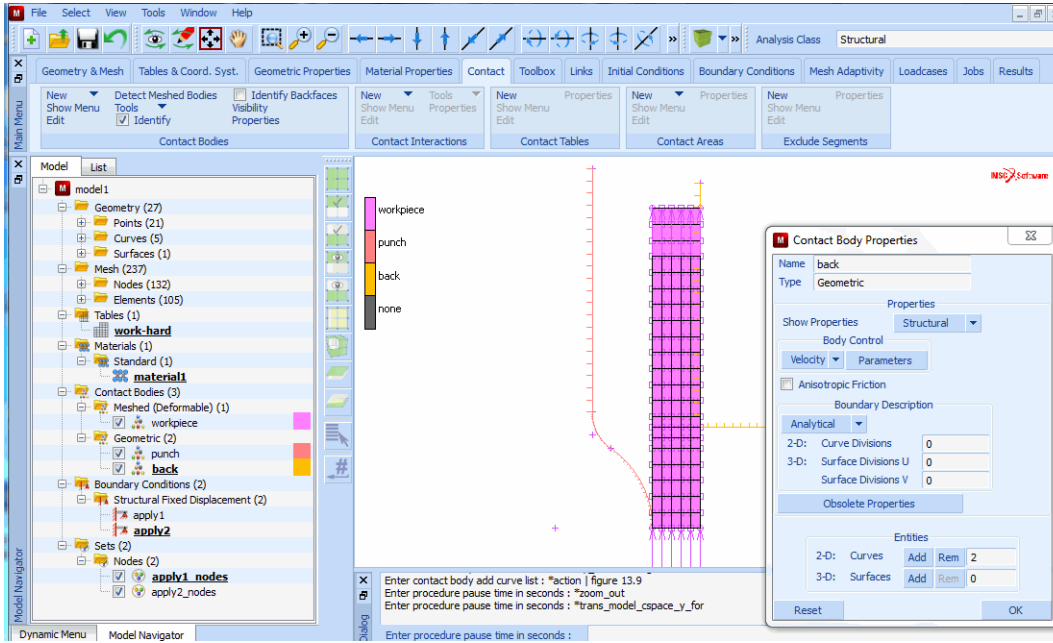 File Select View Tools Window Help
Analysis Class Structural
Geometry & Mesh Tables & Coord. Syst. Geometric Properties Material Properties Contact Toolbox Links Initial Conditions Boundary Conditions Mesh Adaptivity Loadcases Jobs Results
Main Menu
New Detect Meshed Bodies Identify Backfaces
Show Menu Tools Visibility
Edit Identify Properties
Contact Bodies
New Tools
Show Menu Properties
Edit
Contact Interactions
New Properties
Show Menu
Edit
Contact Tables
New Properties
Show Menu
Edit
Contact Areas
New Properties
Show Menu
Edit
Exclude Segments
Model List
model1
Geometry (27)
Points (21)
Curves (5)
Surfaces (1)
Mesh (237)
Nodes (132)
Elements (105)
Tables (1)
work-hard
Materials (1)
Standard (1)
material1
Contact Bodies (3)
Meshed (Deformable) (1)
workpiece
Geometric (2)
punch
back
Boundary Conditions (2)
Structural Fixed Displacement (2)
apply1
apply2
Sets (2)
Nodes (2)
apply1_nodes
apply2_nodes
Model Navigator
Dynamic Menu Model Navigator
workpiece
punch
back
none
MSC Software
Contact Body Properties
Name back
Type Geometric
Properties
Show Properties Structural
Body Control
Velocity Parameters
Anisotropic Friction
Boundary Description
Analytical
2-D: Curve Divisions 0
3-D: Surface Divisions U 0
Surface Divisions V 0
Obsolete Properties
Entities
2-D: Curves Add Rem 2
3-D: Surfaces Add Rem 0
Reset OK
Dialog
Enter contact body add curve list : *action | figure 13.9
Enter procedure pause time in seconds : *zoom_out
Enter procedure pause time in seconds : *trans_model_cspace_y_for
Enter procedure pause time in seconds :